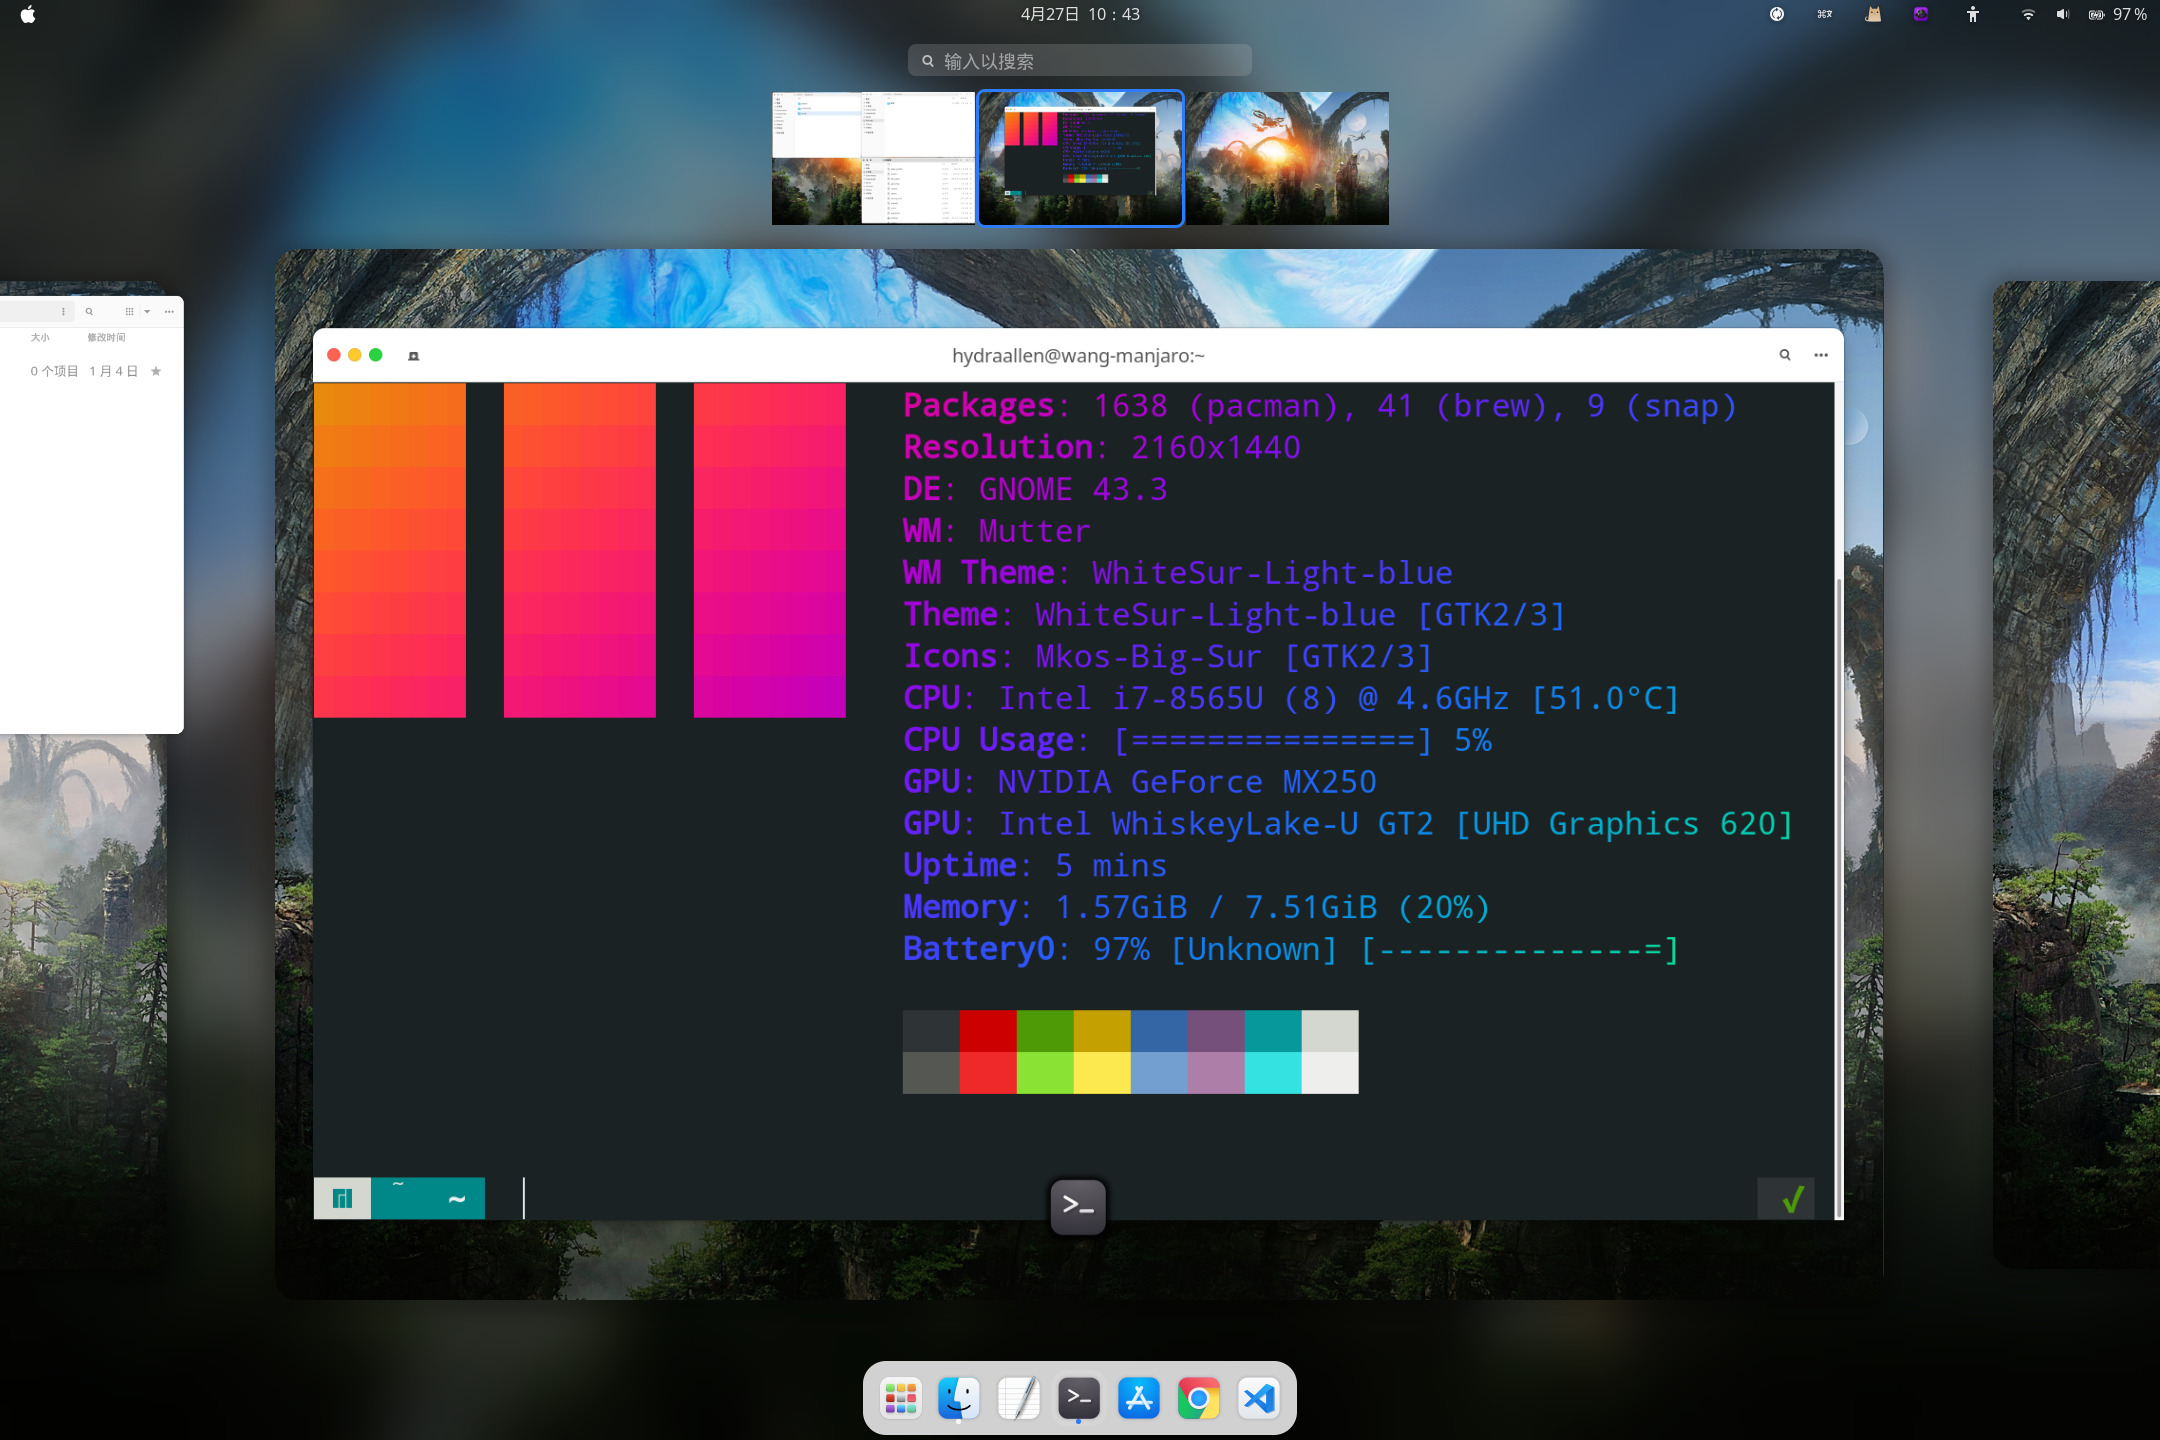 4月27日 10：43
97 %
输入以搜索
大小 修改时间
0 个项目 1 月 4 日
hydraallen@wang-manjaro:~
Packages: 1638 (pacman), 41 (brew), 9 (snap)
Resolution: 2160x1440
DE: GNOME 43.3
WM: Mutter
WM Theme: WhiteSur-Light-blue
Theme: WhiteSur-Light-blue [GTK2/3]
Icons: Mkos-Big-Sur [GTK2/3]
CPU: Intel i7-8565U (8) @ 4.6GHz [51.0°C]
CPU Usage: [===============] 5%
GPU: NVIDIA GeForce MX250
GPU: Intel WhiskeyLake-U GT2 [UHD Graphics 620]
Uptime: 5 mins
Memory: 1.57GiB / 7.51GiB (20%)
Battery0: 97% [Unknown] [--------------=]
~ ~